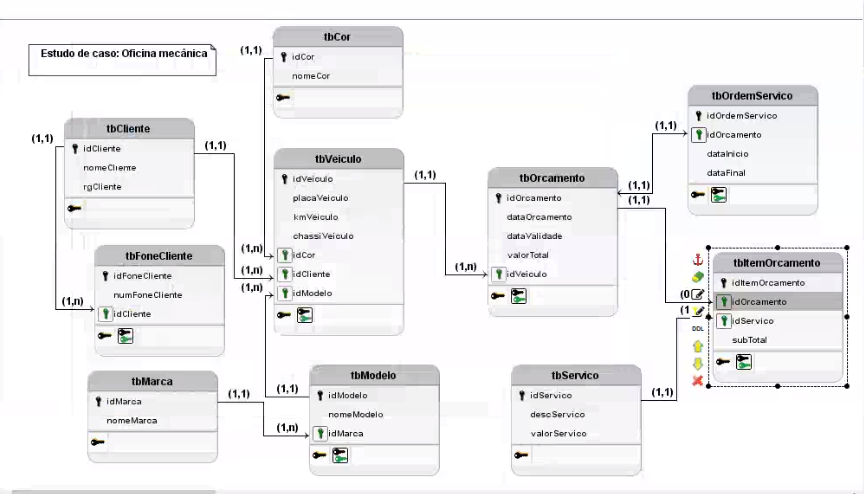 Estudo de caso: Oficina mecânica
tbCor
idCor
nomeCor
tbCliente
idCliente
nomeCliente
rgCliente
tbFoneCliente
idFoneCliente
numFoneCliente
idCliente
tbMarca
idMarca
nomeMarca
tbVeiculo
idVeiculo
placaVeiculo
kmVeiculo
chassiVeiculo
idCor
idCliente
idModelo
tbModelo
idModelo
nomeModelo
idMarca
tbOrcamento
idOrcamento
dataOrcamento
dataValidade
valorTotal
idVeiculo
tbServico
idServico
descServico
valorServico
tbOrdemServico
idOrdemServico
idOrcamento
dataInicio
dataFinal
tbItemOrcamento
idItemOrcamento
idOrcamento
idServico
subTotal
DDL
(1,1)
(1,1)
(1,1)
(1,n)
(1,n)
(1,n)
(1,n)
(1,1)
(1,1)
(1,n)
(1,1)
(1,n)
(1,1)
(1,1)
(1,1)
(0
(1
(1,1)